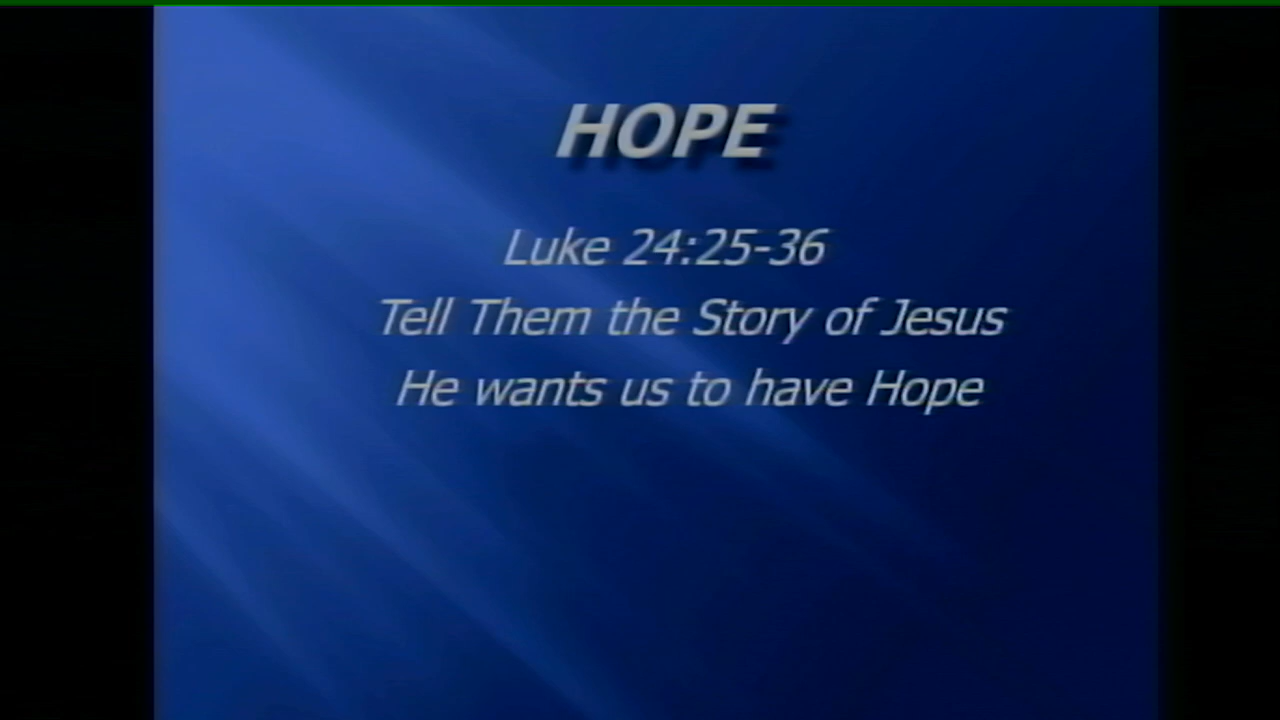 HOPE
Luke 24:25-36
Tell Them the Story of Jesus
He wants us to have Hope